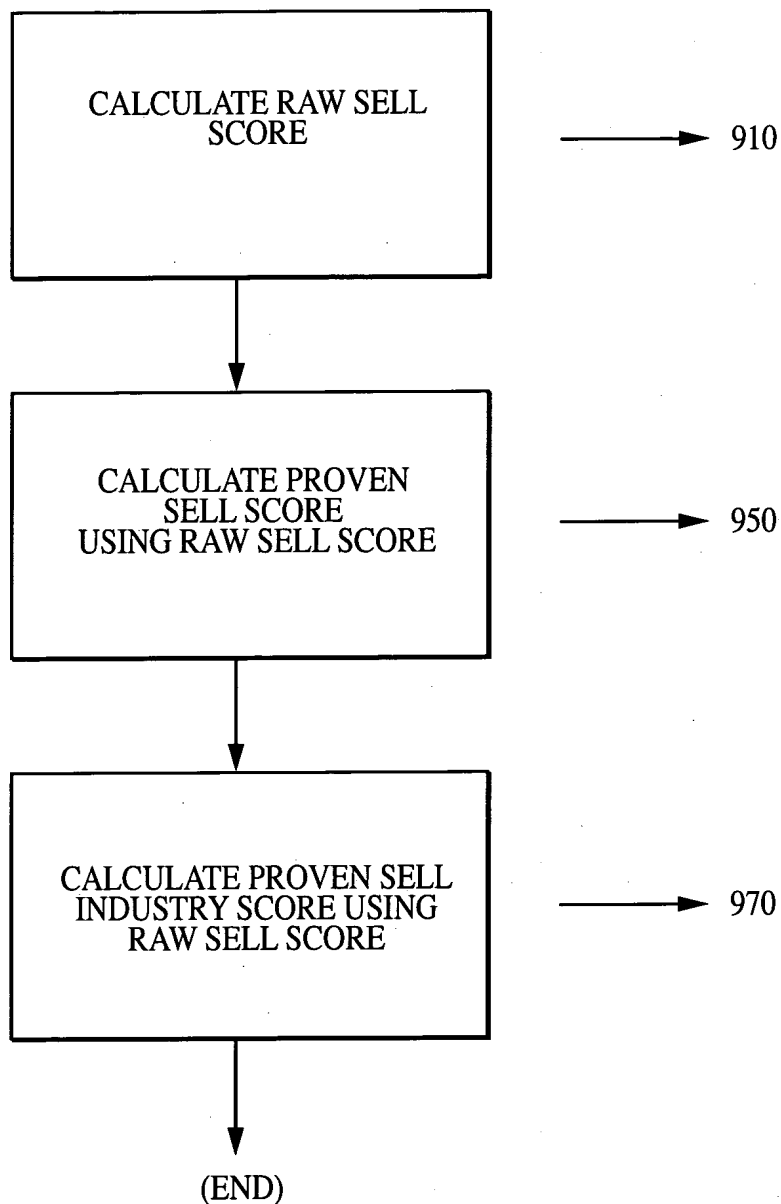 CALCULATE RAW SELL
SCORE
910
CALCULATE PROVEN
SELL SCORE
USING RAW SELL SCORE
950
CALCULATE PROVEN SELL
INDUSTRY SCORE USING
RAW SELL SCORE
970
(END)